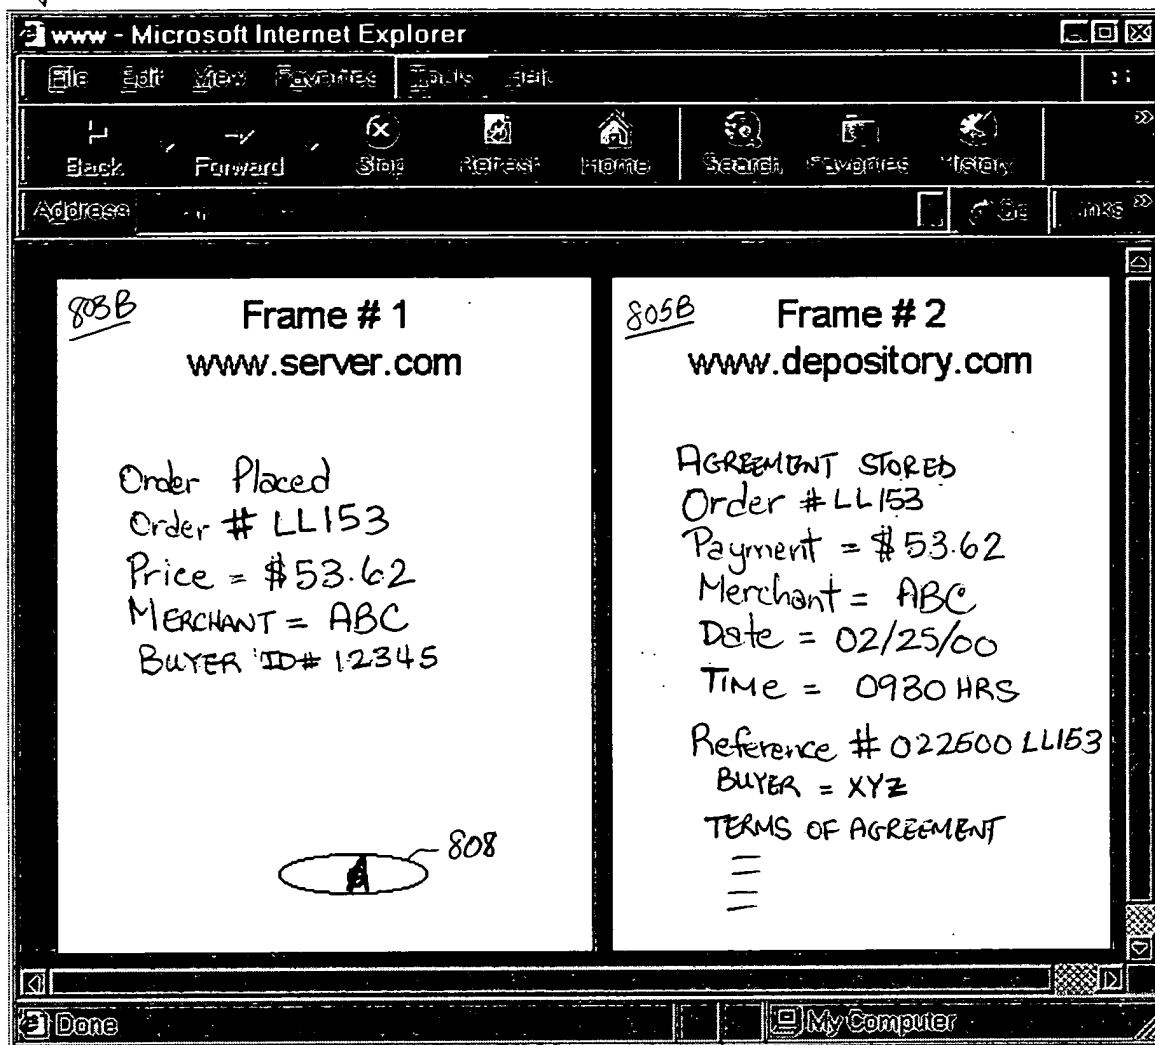 www - Microsoft Internet Explorer
File Edit View Favorites Tools Help
Back Forward Stop Refresh Home Search Favorites History
Address Go Links
803B
Frame # 1
www.server.com
Order Placed
Order # LL153
Price = $53.62
MERCHANT = ABC
BUYER ID# 12345
808
805B
Frame # 2
www.depository.com
AGREEMENT STORED
Order # LL153
Payment = $53.62
Merchant = ABC
Date = 02/25/00
TIMe = 0930 HRS
Reference # 022500 LL153
BUYER = XYZ
TERMS OF AGREEMENT
Done
My Computer